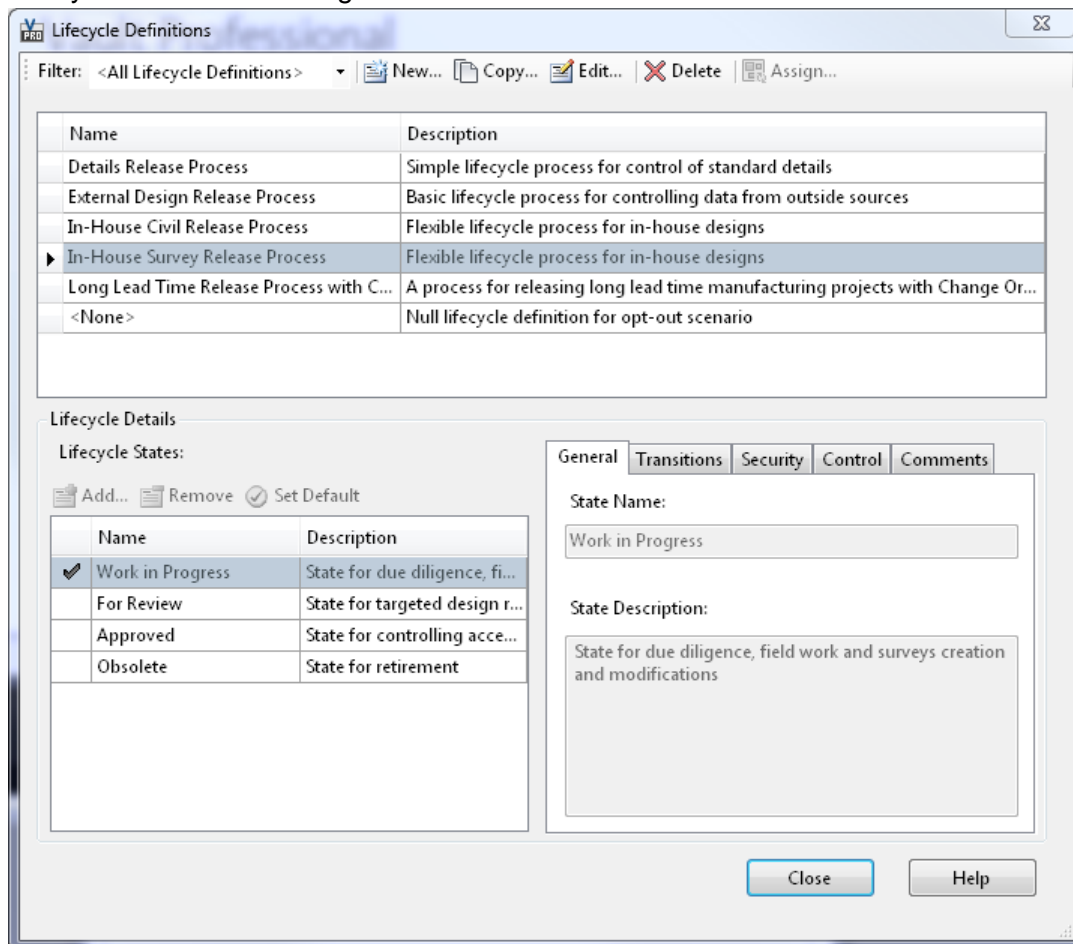 Lifecycle Definitions
Filter: <All Lifecycle Definitions> New... Copy... Edit... Delete Assign...
Name Description
Details Release Process Simple lifecycle process for control of standard details
External Design Release Process Basic lifecycle process for controlling data from outside sources
In-House Civil Release Process Flexible lifecycle process for in-house designs
In-House Survey Release Process Flexible lifecycle process for in-house designs
Long Lead Time Release Process with C... A process for releasing long lead time manufacturing projects with Change Or...
<None> Null lifecycle definition for opt-out scenario
Lifecycle Details
Lifecycle States:
Add... Remove Set Default
Name Description
Work in Progress State for due diligence, fi...
For Review State for targeted design r...
Approved State for controlling acce...
Obsolete State for retirement
General Transitions Security Control Comments
State Name:
Work in Progress
State Description:
State for due diligence, field work and surveys creation
and modifications
Close Help